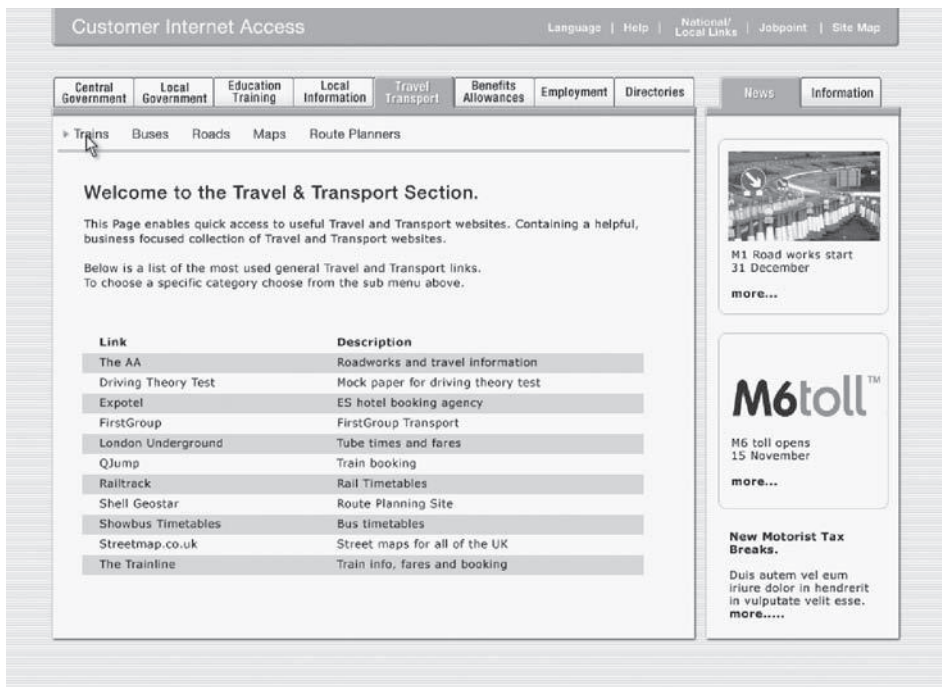 Customer Internet Access
Language | Help | National/ Local Links | Jobpoint | Site Map
Central Government
Local Government
Education Training
Local Information
Travel Transport
Benefits Allowances
Employment
Directories
News
Information
Trains Buses Roads Maps Route Planners
Welcome to the Travel & Transport Section.
This Page enables quick access to useful Travel and Transport websites. Containing a helpful,
business focused collection of Travel and Transport websites.
Below is a list of the most used general Travel and Transport links.
To choose a specific category choose from the sub menu above.
Link Description
The AA Roadworks and travel information
Driving Theory Test Mock paper for driving theory test
Expotel ES hotel booking agency
FirstGroup FirstGroup Transport
London Underground Tube times and fares
QJump Train booking
Railtrack Rail Timetables
Shell Geostar Route Planning Site
Showbus Timetables Bus timetables
Streetmap.co.uk Street maps for all of the UK
The Trainline Train info, fares and booking
M1 Road works start
31 December
more...
M6toll™
M6 toll opens
15 November
more...
New Motorist Tax
Breaks.
Duis autem vel eum
iriure dolor in hendrerit
in vulputate velit esse.
more.....